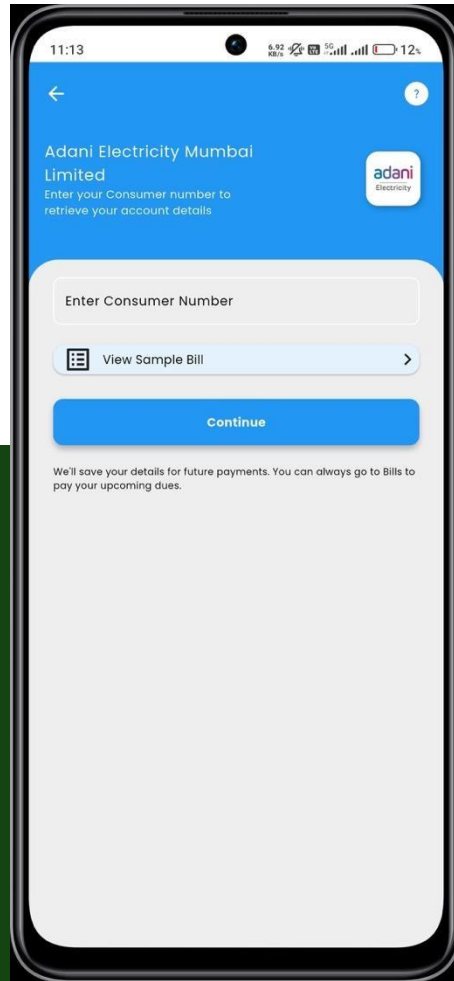 11:13
6.92 KB/s 5G 12%
?
Adani Electricity Mumbai
Limited
adani
Electricity
Enter your Consumer number to
retrieve your account details
Enter Consumer Number
View Sample Bill
Continue
We'll save your details for future payments. You can always go to Bills to
pay your upcoming dues.